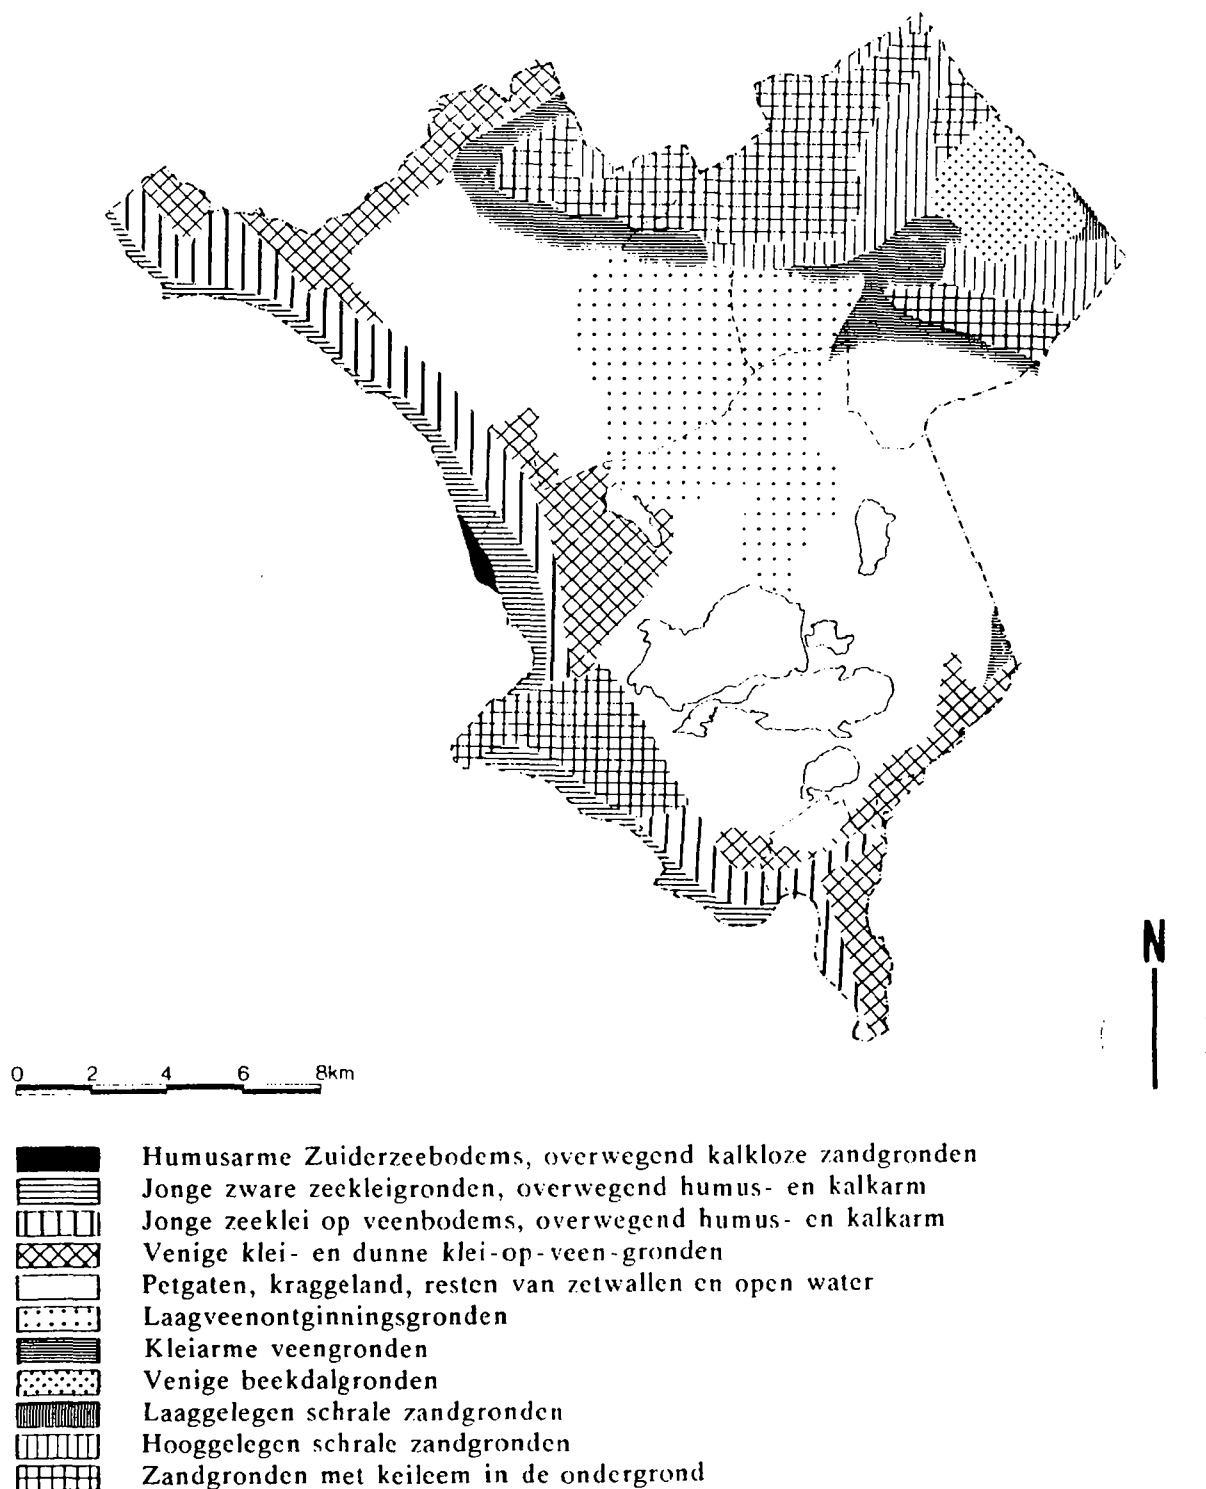 N
0 2 4 6 8km
Humusarme Zuiderzeebodems, overwegend kalkloze zandgronden
Jonge zware zeekleigronden, overwegend humus- en kalkarm
Jonge zeeklei op veenbodems, overwegend humus- en kalkarm
Venige klei- en dunne klei-op-veen-gronden
Petgaten, kraggeland, resten van zetwallen en open water
Laagveenontginningsgronden
Kleiarme veengronden
Venige beekdalgronden
Laaggelegen schrale zandgronden
Hooggelegen schrale zandgronden
Zandgronden met keileem in de ondergrond